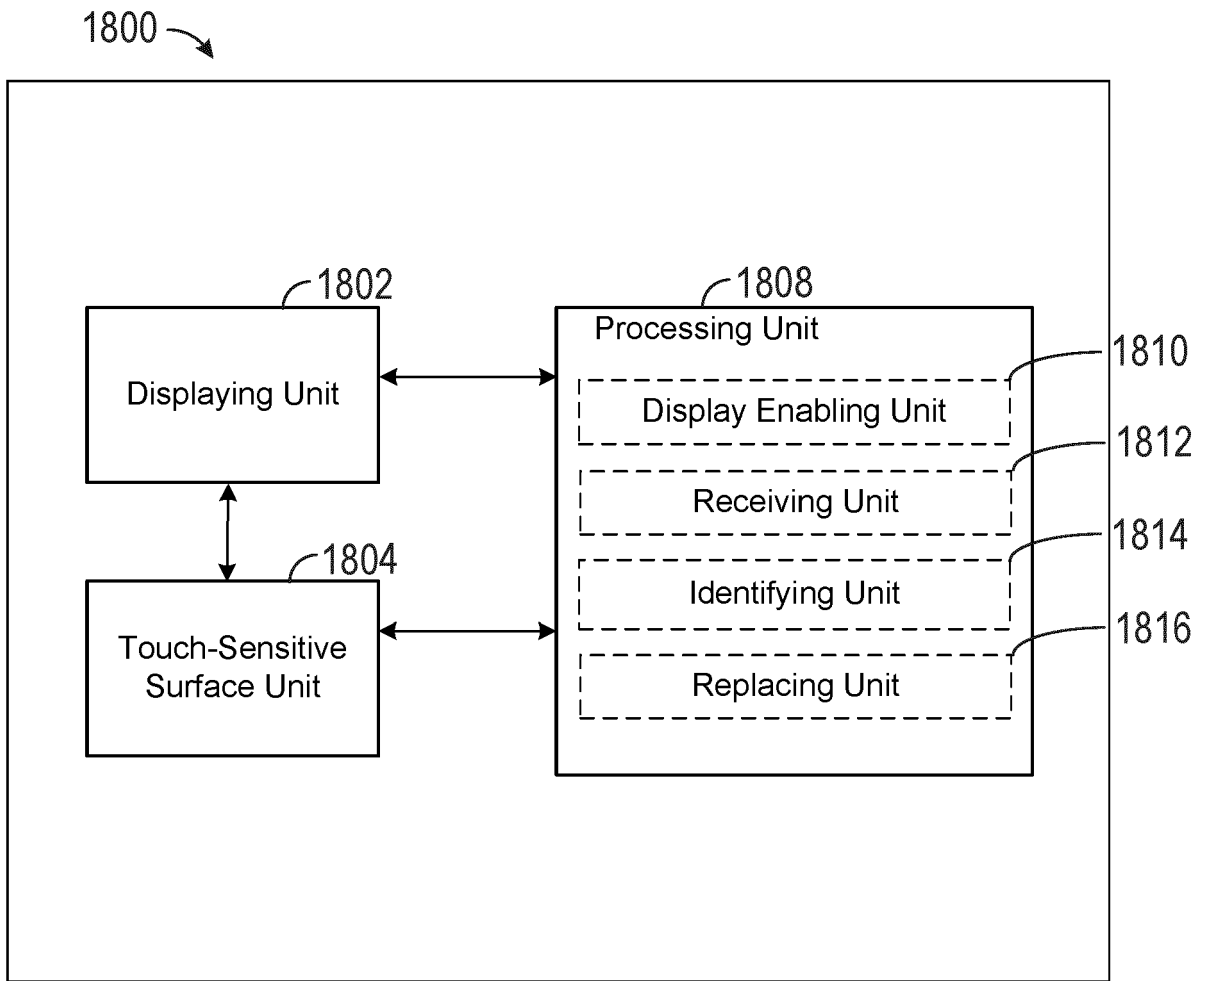 1800
1802
Displaying Unit
1804
Touch-Sensitive
Surface Unit
1808
Processing Unit
1810
Display Enabling Unit
1812
Receiving Unit
1814
Identifying Unit
1816
Replacing Unit